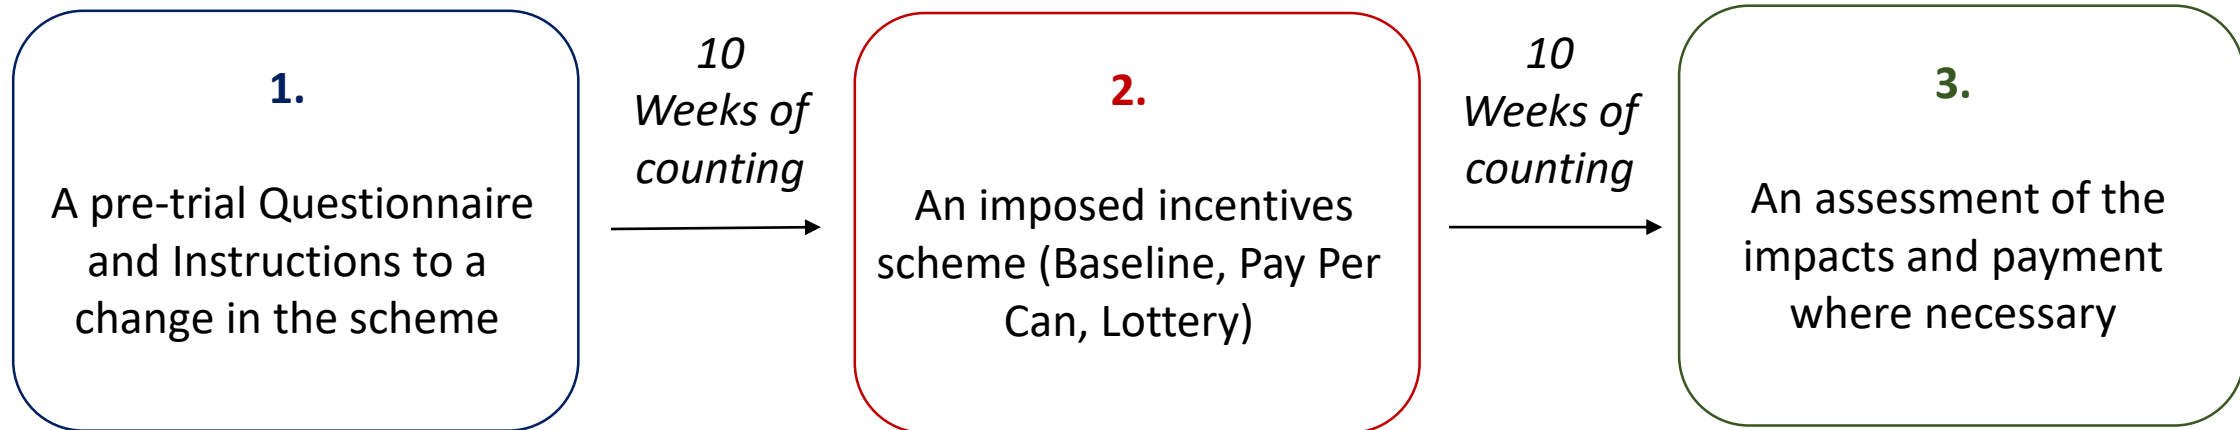 1.
A pre-trial Questionnaire
and Instructions to a
change in the scheme
10
Weeks of
counting
2.
An imposed incentives
scheme (Baseline, Pay Per
Can, Lottery)
10
Weeks of
counting
3.
An assessment of the
impacts and payment
where necessary